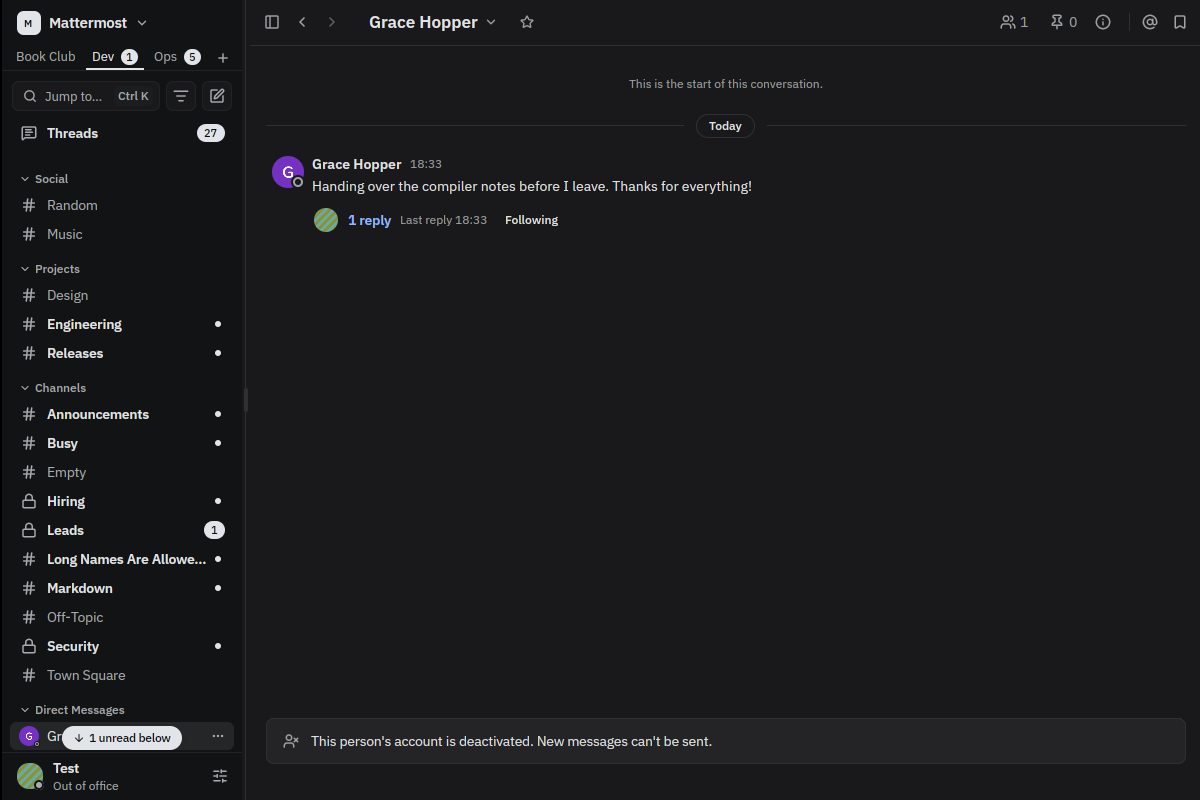 M Mattermost
Book Club Dev 1 Ops 5
Jump to... Ctrl K
Threads 27
Social
Random
Music
Projects
Design
Engineering
Releases
Channels
Announcements
Busy
Empty
Hiring
Leads 1
Long Names Are Allowe...
Markdown
Off-Topic
Security
Town Square
Direct Messages
G Gr
1 unread below
Test
Out of office
Grace Hopper
1 0
This is the start of this conversation.
Today
G Grace Hopper 18:33
Handing over the compiler notes before I leave. Thanks for everything!
1 reply Last reply 18:33 Following
This person's account is deactivated. New messages can't be sent.